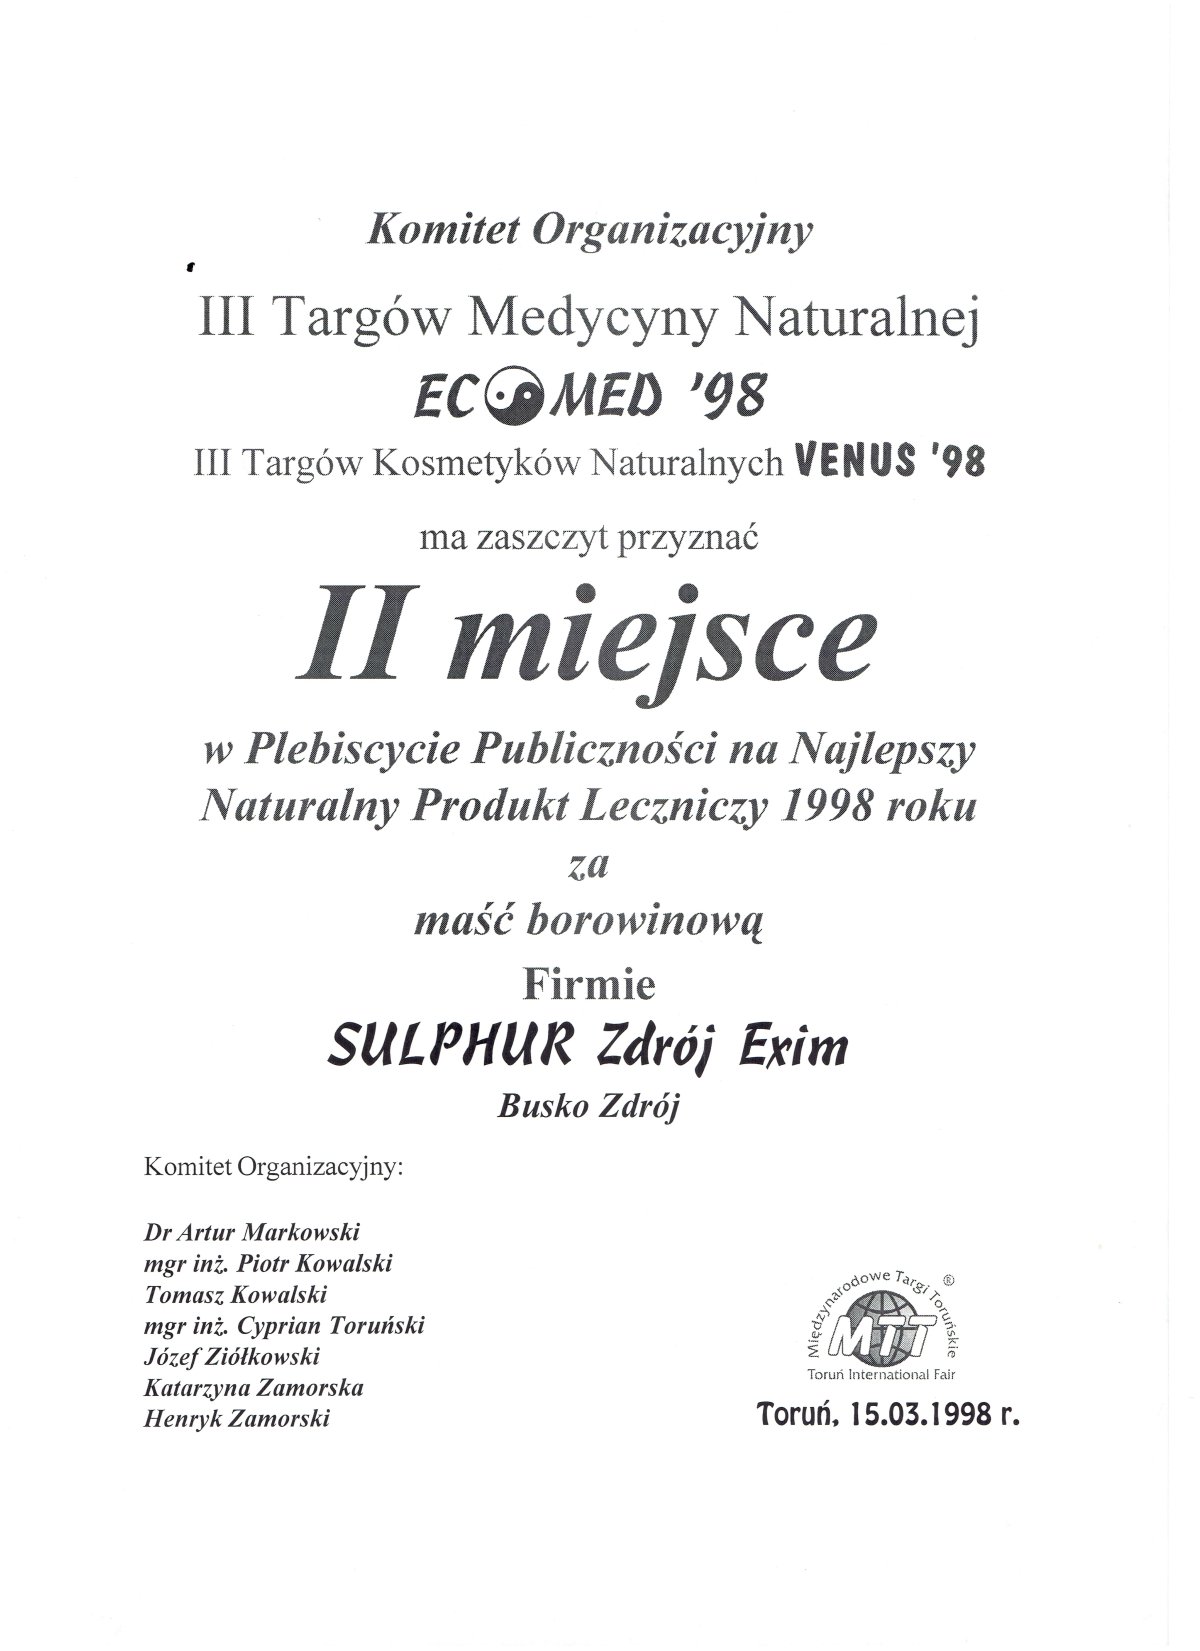 Komitet Organizacyjny
III Targów Medycyny Naturalnej
ECOMED '98
III Targów Kosmetyków Naturalnych VENUS '98
ma zaszczyt przyznać
II miejsce
w Plebiscycie Publiczności na Najlepszy
Naturalny Produkt Leczniczy 1998 roku
za
maść borowinową
Firmie
SULPHUR Zdrój Exim
Busko Zdrój
Komitet Organizacyjny:
Dr Artur Markowski
mgr inż. Piotr Kowalski
Tomasz Kowalski
mgr inż. Cyprian Toruński
Józef Ziółkowski
Katarzyna Zamorska
Henryk Zamorski
Międzynarodowe Targi Toruńskie ®
MTT
Toruń International Fair
Toruń, 15.03.1998 r.